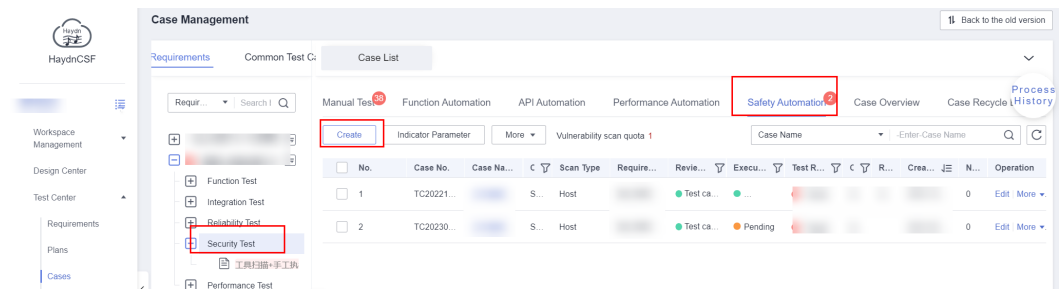 Haydn
HaydnCSF
Workspace
Management
Design Center
Test Center
Requirements
Plans
Cases
Case Management
Back to the old version
Requirements
Common Test Ca
Case List
Requir...
Search
Function Test
Integration Test
Reliability Test
Security Test
工具扫描+手工执
Performance Test
Manual Test 38
Function Automation
API Automation
Performance Automation
Safety Automation 2
Case Overview
Case Recycle
Process
History
Create
Indicator Parameter
More
Vulnerability scan quota 1
Case Name
-Enter-Case Name
No. Case No. Case Na... C Scan Type Require... Revie... Execu... Test R... C R... Crea... N... Operation
1 TC20221... S... Host Test ca... ... 0 Edit More
2 TC20230... S... Host Test ca... Pending 0 Edit More